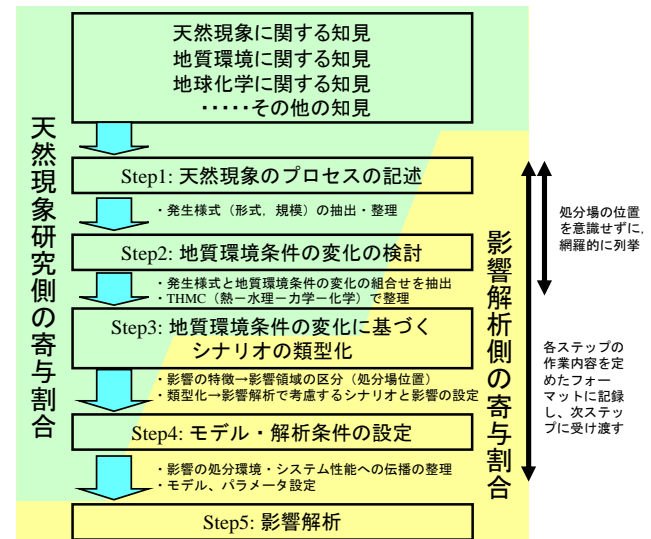 天然現象に関する知見
地質環境に関する知見
地球化学に関する知見
・・・・・その他の知見
天然現象研究側の寄与割合
Step1: 天然現象のプロセスの記述
・発生様式（形式，規模）の抽出・整理
Step2: 地質環境条件の変化の検討
・発生様式と地質環境条件の変化の組合せを抽出
・THMC（熱－水理－力学－化学）で整理
Step3: 地質環境条件の変化に基づく
シナリオの類型化
・影響の特徴→影響領域の区分（処分場位置）
・類型化→影響解析で考慮するシナリオと影響の設定
Step4: モデル・解析条件の設定
・影響の処分環境・システム性能への伝播の整理
・モデル、パラメータ設定
Step5: 影響解析
影響解析側の寄与割合
処分場の位置
を意識せずに，
網羅的に列挙
各ステップの
作業内容を定
めたフォー
マットに記録
し、次ステッ
プに受け渡す